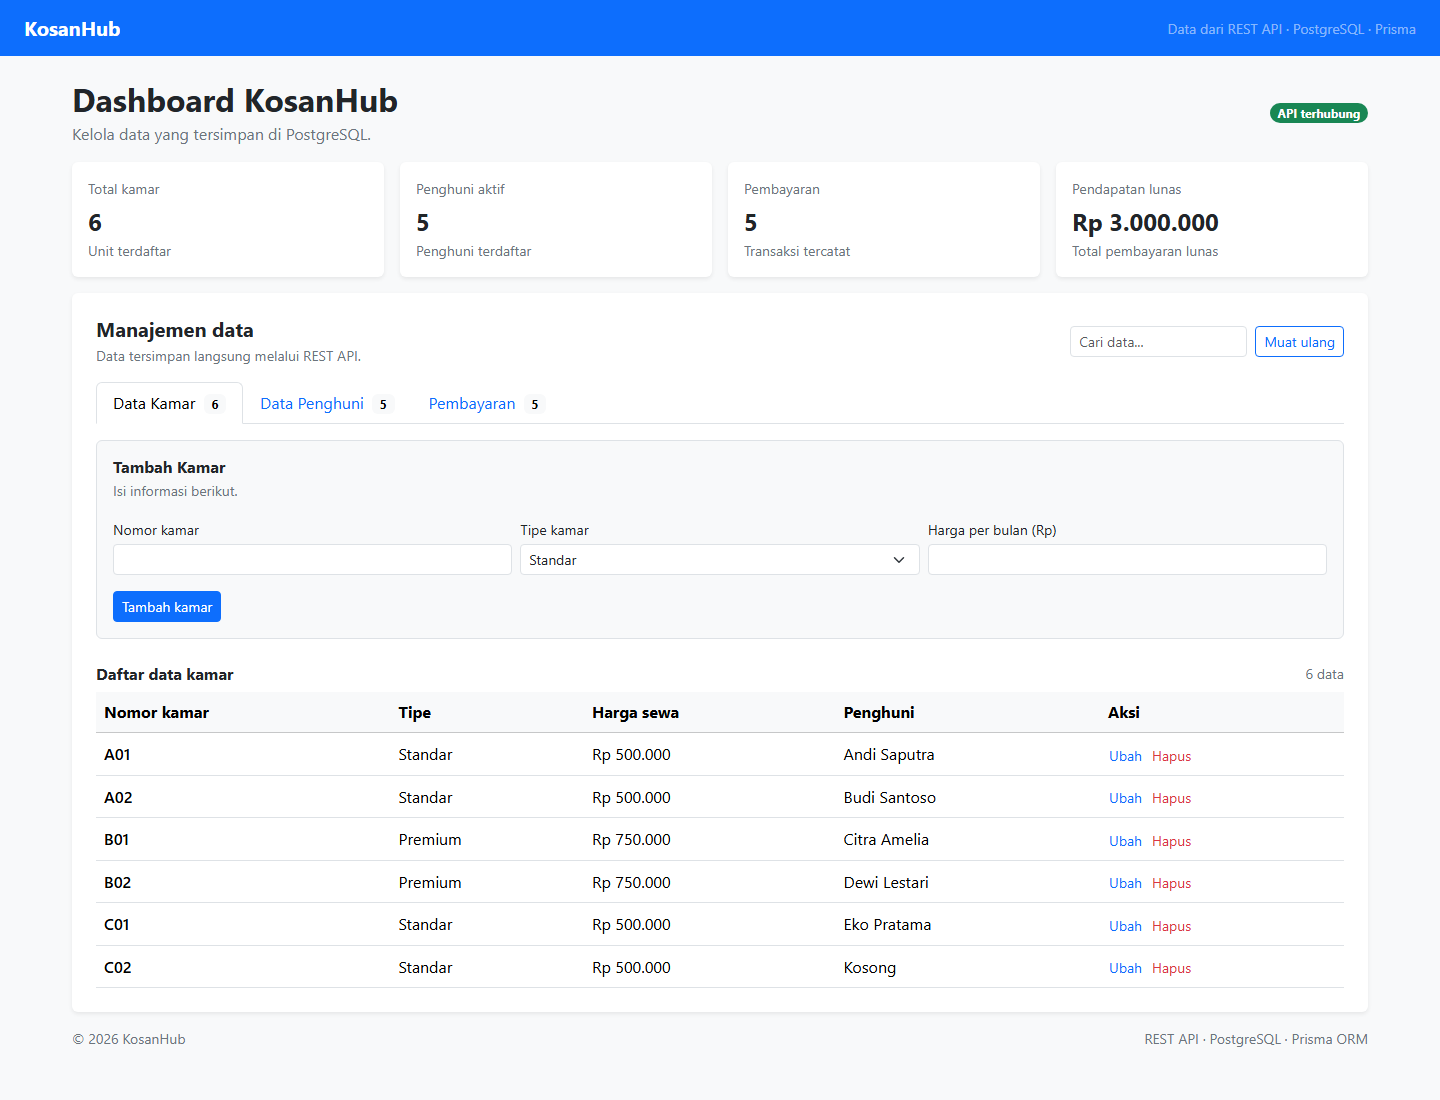 KosanHub
Data dari REST API · PostgreSQL · Prisma
Dashboard KosanHub
Kelola data yang tersimpan di PostgreSQL.
API terhubung
Total kamar
6
Unit terdaftar
Penghuni aktif
5
Penghuni terdaftar
Pembayaran
5
Transaksi tercatat
Pendapatan lunas
Rp 3.000.000
Total pembayaran lunas
Manajemen data
Data tersimpan langsung melalui REST API.
Cari data...
Muat ulang
Data Kamar 6 Data Penghuni 5 Pembayaran 5
Tambah Kamar
Isi informasi berikut.
Nomor kamar
Tipe kamar
Standar
Harga per bulan (Rp)
Tambah kamar
Daftar data kamar 6 data
Nomor kamar Tipe Harga sewa Penghuni Aksi
A01 Standar Rp 500.000 Andi Saputra Ubah Hapus
A02 Standar Rp 500.000 Budi Santoso Ubah Hapus
B01 Premium Rp 750.000 Citra Amelia Ubah Hapus
B02 Premium Rp 750.000 Dewi Lestari Ubah Hapus
C01 Standar Rp 500.000 Eko Pratama Ubah Hapus
C02 Standar Rp 500.000 Kosong Ubah Hapus
© 2026 KosanHub
REST API · PostgreSQL · Prisma ORM